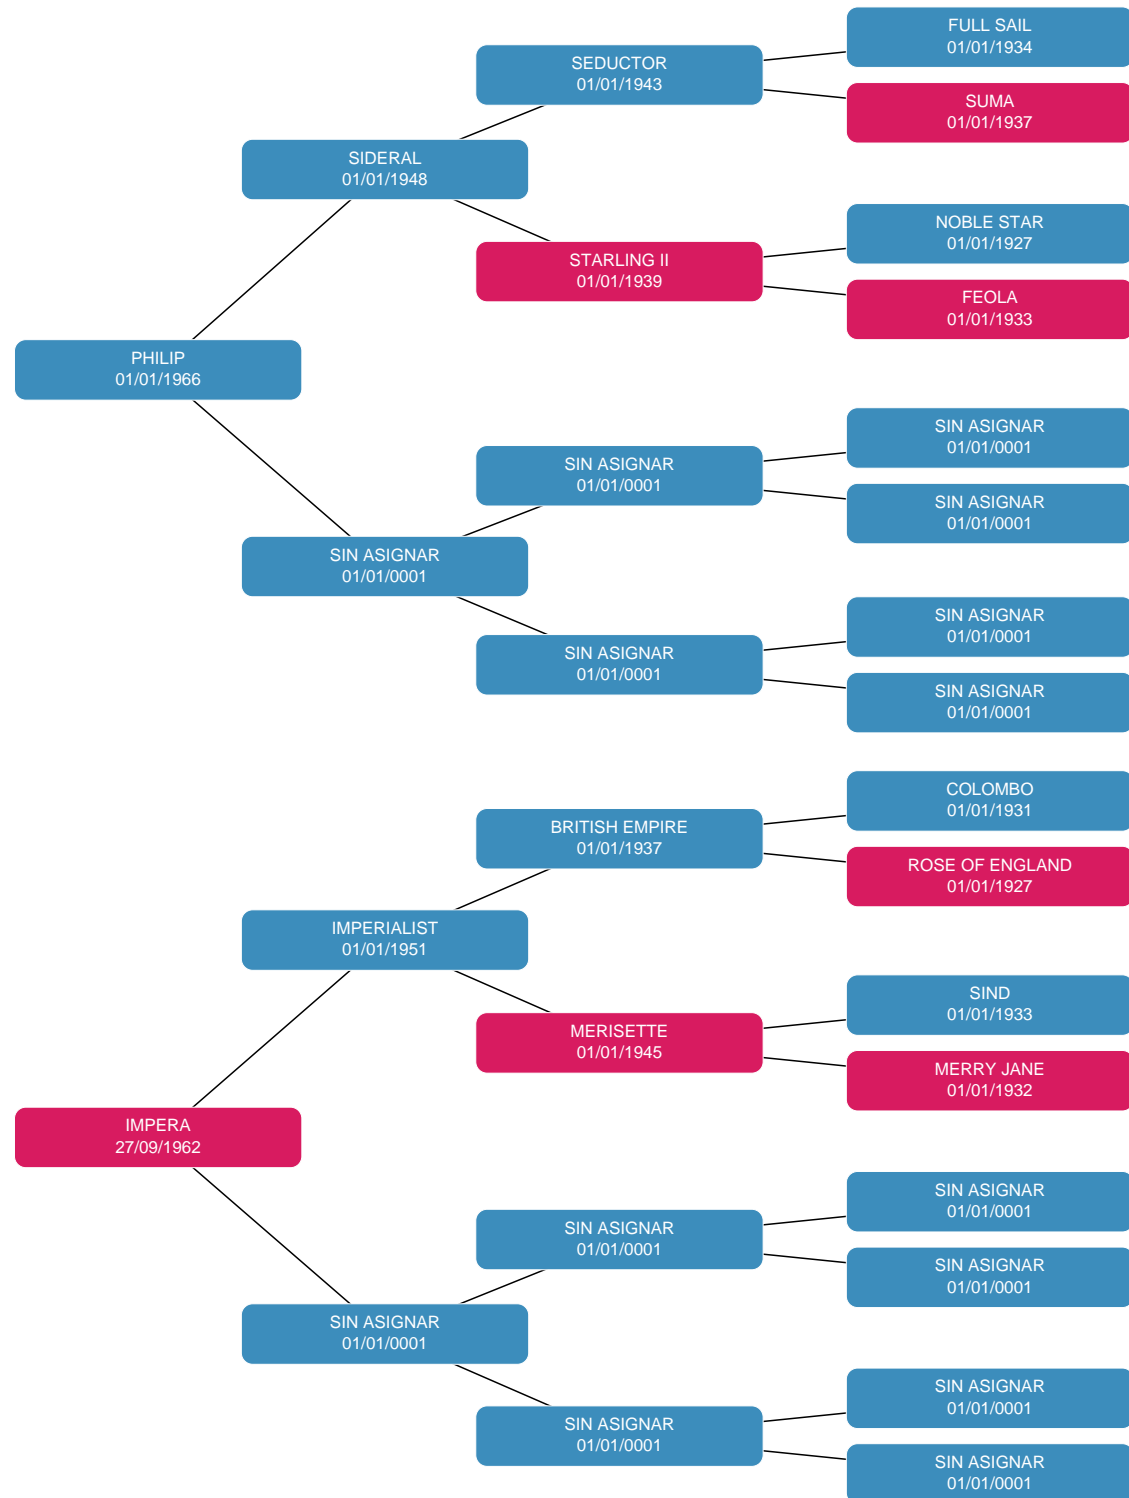 FULL SAIL
01/01/1934
SEDUCTOR
01/01/1943
SUMA
01/01/1937
SIDERAL
01/01/1948
NOBLE STAR
01/01/1927
STARLING II
01/01/1939
FEOLA
01/01/1933
PHILIP
01/01/1966
SIN ASIGNAR
01/01/0001
SIN ASIGNAR
01/01/0001
SIN ASIGNAR
01/01/0001
SIN ASIGNAR
01/01/0001
SIN ASIGNAR
01/01/0001
SIN ASIGNAR
01/01/0001
SIN ASIGNAR
01/01/0001
COLOMBO
01/01/1931
BRITISH EMPIRE
01/01/1937
ROSE OF ENGLAND
01/01/1927
IMPERIALIST
01/01/1951
SIND
01/01/1933
MERISETTE
01/01/1945
MERRY JANE
01/01/1932
IMPERA
27/09/1962
SIN ASIGNAR
01/01/0001
SIN ASIGNAR
01/01/0001
SIN ASIGNAR
01/01/0001
SIN ASIGNAR
01/01/0001
SIN ASIGNAR
01/01/0001
SIN ASIGNAR
01/01/0001
SIN ASIGNAR
01/01/0001